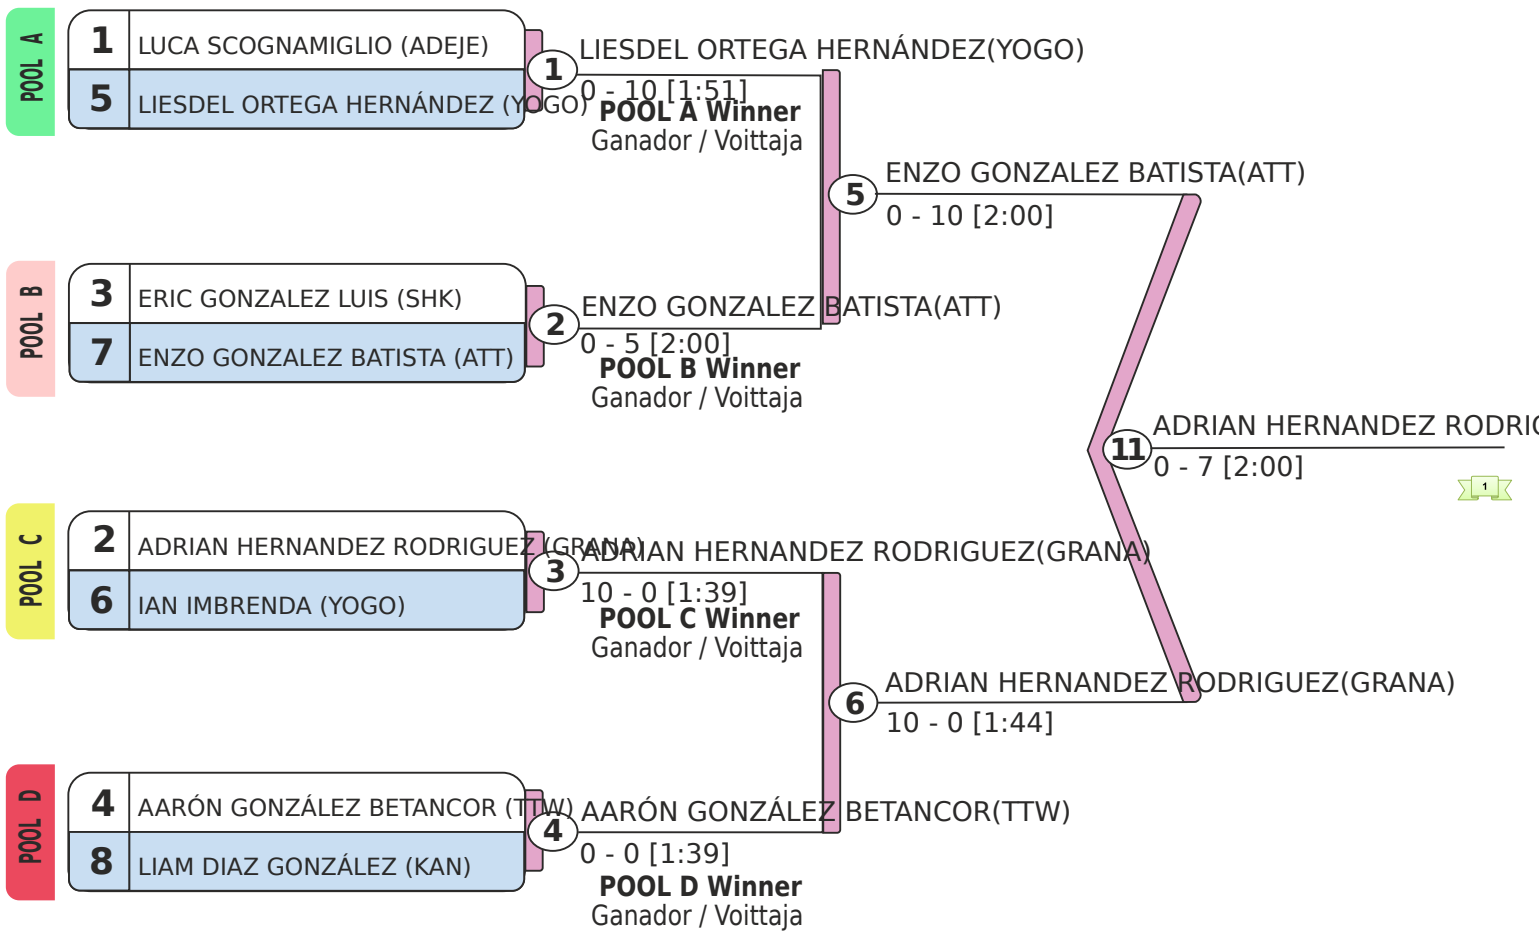 POOL A
1 LUCA SCOGNAMIGLIO (ADEJE)
5 LIESDEL ORTEGA HERNÁNDEZ (YOGO)
1 LIESDEL ORTEGA HERNÁNDEZ(YOGO)
0 - 10 [1:51]
POOL A Winner
Ganador / Voittaja
5 ENZO GONZALEZ BATISTA(ATT)
0 - 10 [2:00]
POOL B
3 ERIC GONZALEZ LUIS (SHK)
7 ENZO GONZALEZ BATISTA (ATT)
2 ENZO GONZALEZ BATISTA(ATT)
0 - 5 [2:00]
POOL B Winner
Ganador / Voittaja
11 ADRIAN HERNANDEZ RODRIG
0 - 7 [2:00]
1
POOL C
2 ADRIAN HERNANDEZ RODRIGUEZ (GRANA)
6 IAN IMBRENDA (YOGO)
3 ADRIAN HERNANDEZ RODRIGUEZ(GRANA)
10 - 0 [1:39]
POOL C Winner
Ganador / Voittaja
6 ADRIAN HERNANDEZ RODRIGUEZ(GRANA)
10 - 0 [1:44]
POOL D
4 AARÓN GONZÁLEZ BETANCOR (TTW)
8 LIAM DIAZ GONZÁLEZ (KAN)
4 AARÓN GONZÁLEZ BETANCOR(TTW)
0 - 0 [1:39]
POOL D Winner
Ganador / Voittaja